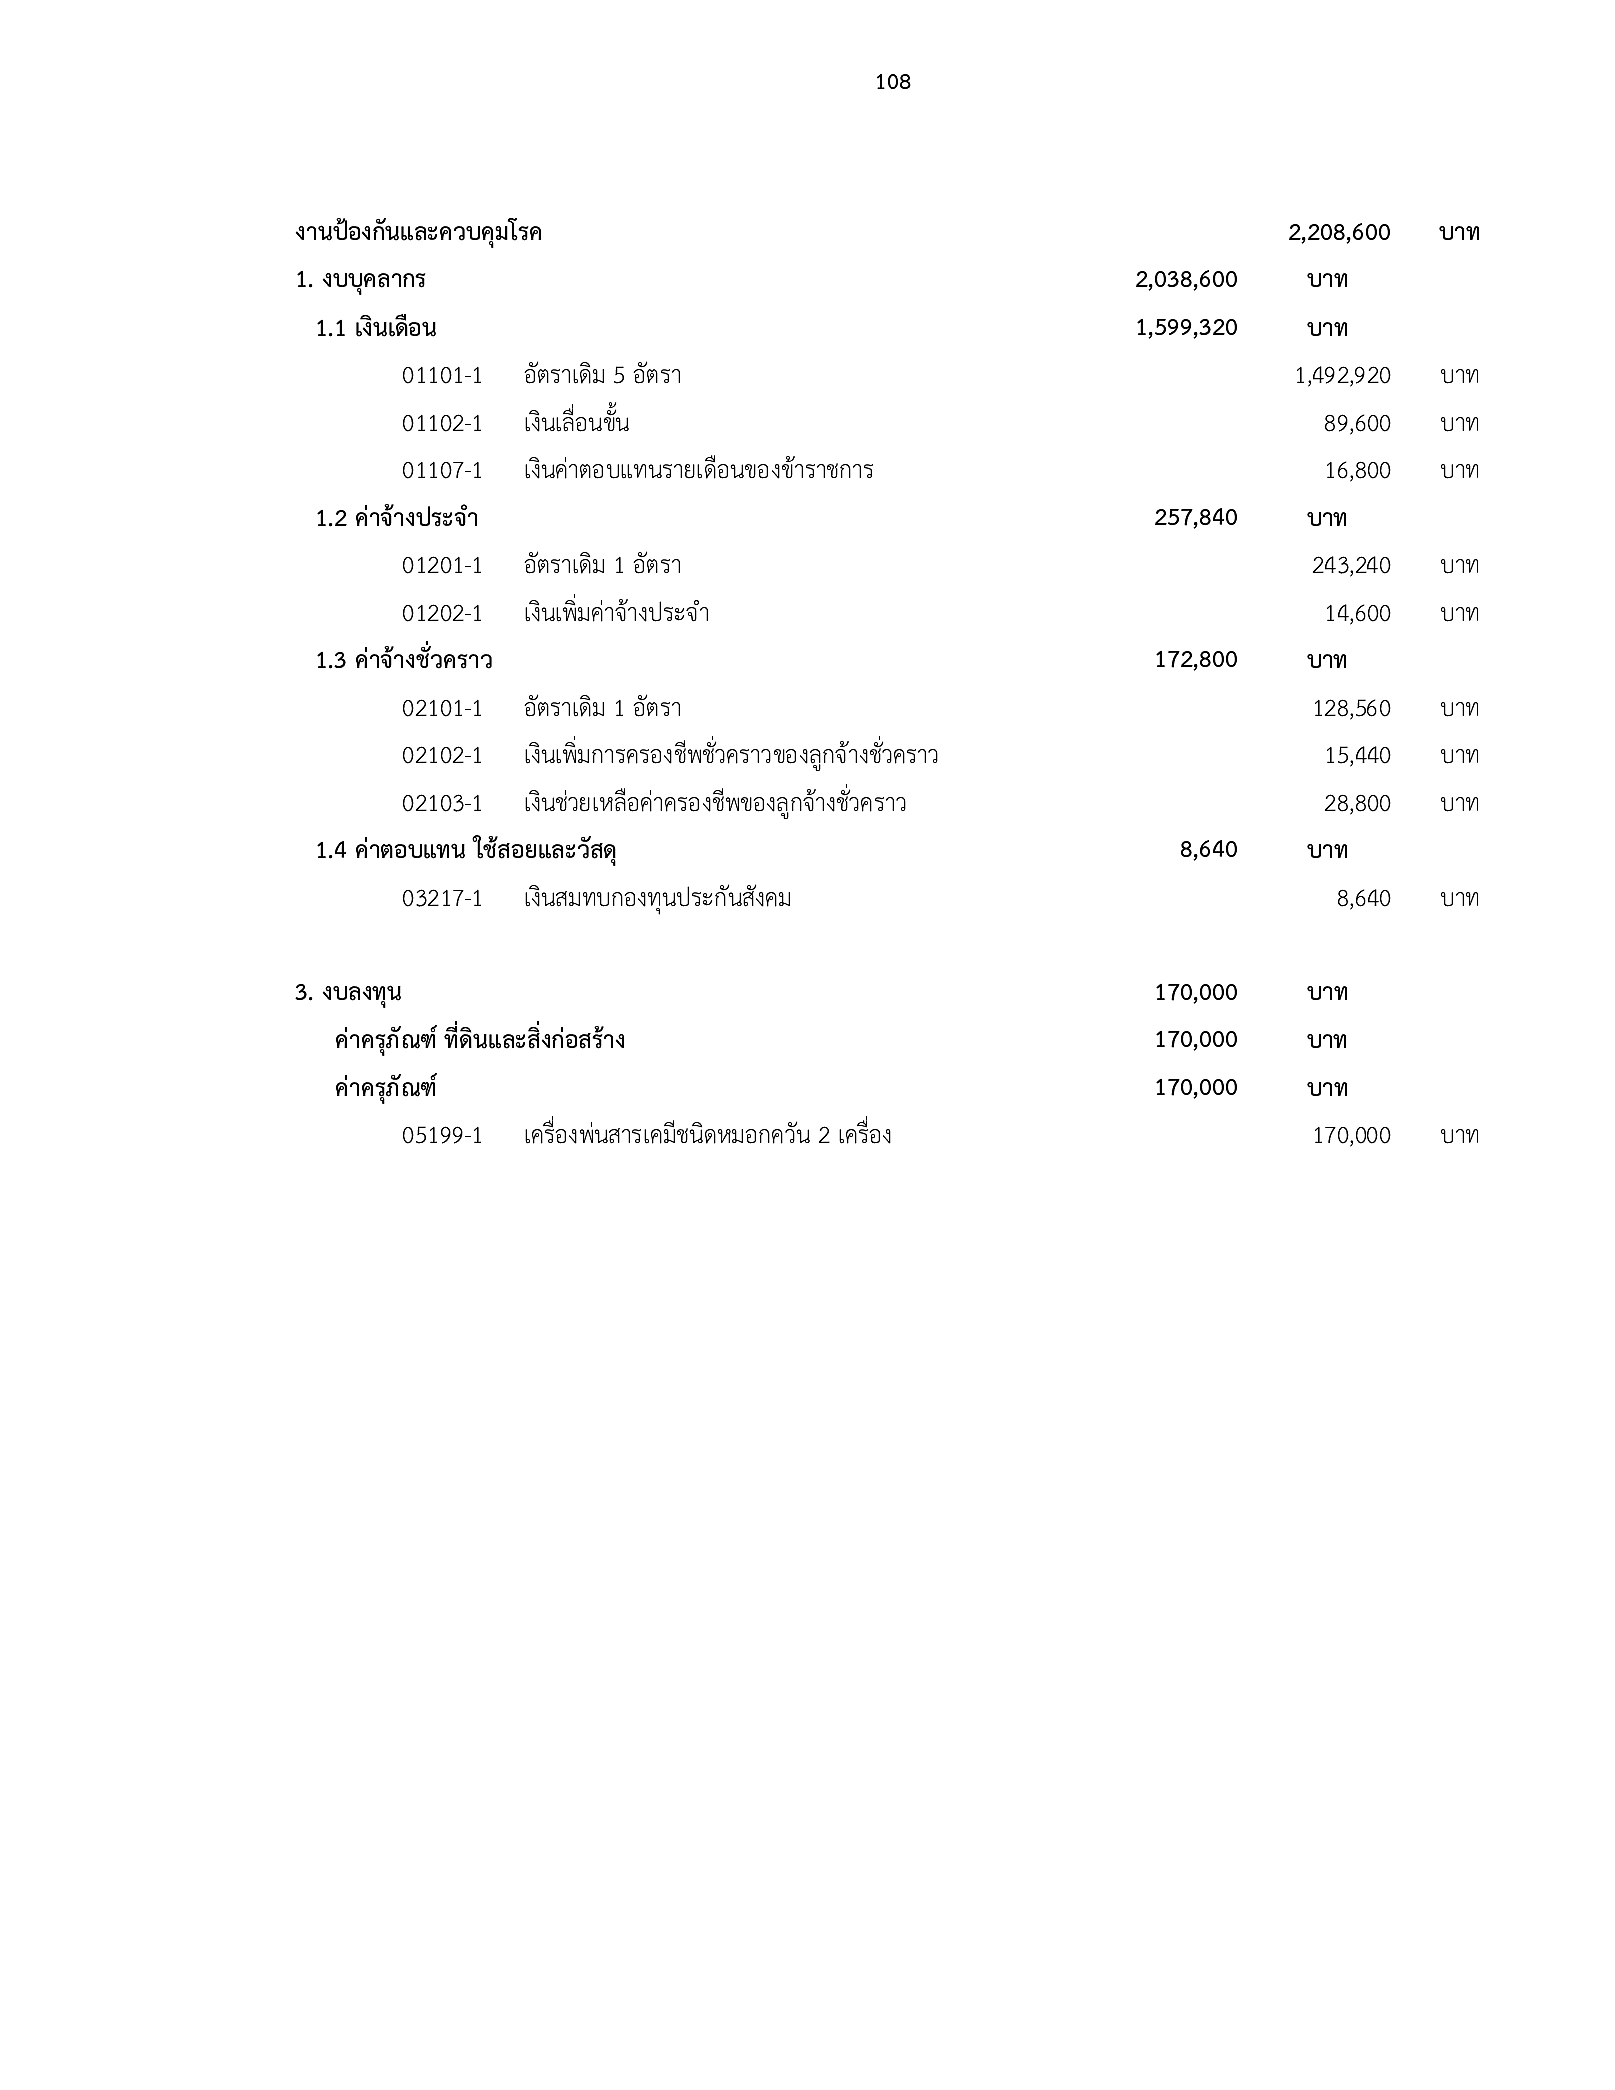 108
งานป้องกันและควบคุมโรค 2,208,600 บาท
1. งบบุคลากร 2,038,600 บาท
1.1 เงินเดือน 1,599,320 บาท
01101-1 อัตราเดิม 5 อัตรา 1,492,920 บาท
01102-1 เงินเลื่อนขั้น 89,600 บาท
01107-1 เงินค่าตอบแทนรายเดือนของข้าราชการ 16,800 บาท
1.2 ค่าจ้างประจำ 257,840 บาท
01201-1 อัตราเดิม 1 อัตรา 243,240 บาท
01202-1 เงินเพิ่มค่าจ้างประจำ 14,600 บาท
1.3 ค่าจ้างชั่วคราว 172,800 บาท
02101-1 อัตราเดิม 1 อัตรา 128,560 บาท
02102-1 เงินเพิ่มการครองชีพชั่วคราวของลูกจ้างชั่วคราว 15,440 บาท
02103-1 เงินช่วยเหลือค่าครองชีพของลูกจ้างชั่วคราว 28,800 บาท
1.4 ค่าตอบแทน ใช้สอยและวัสดุ 8,640 บาท
03217-1 เงินสมทบกองทุนประกันสังคม 8,640 บาท
3. งบลงทุน 170,000 บาท
ค่าครุภัณฑ์ ที่ดินและสิ่งก่อสร้าง 170,000 บาท
ค่าครุภัณฑ์ 170,000 บาท
05199-1 เครื่องพ่นสารเคมีชนิดหมอกควัน 2 เครื่อง 170,000 บาท